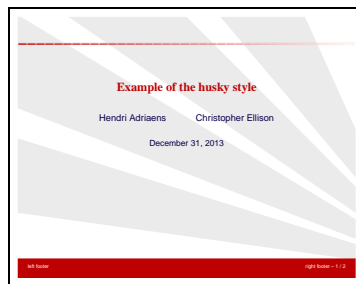 Example of the husky style
Hendri Adriaens Christopher Ellison
December 31, 2013
left footer right footer – 1 / 2